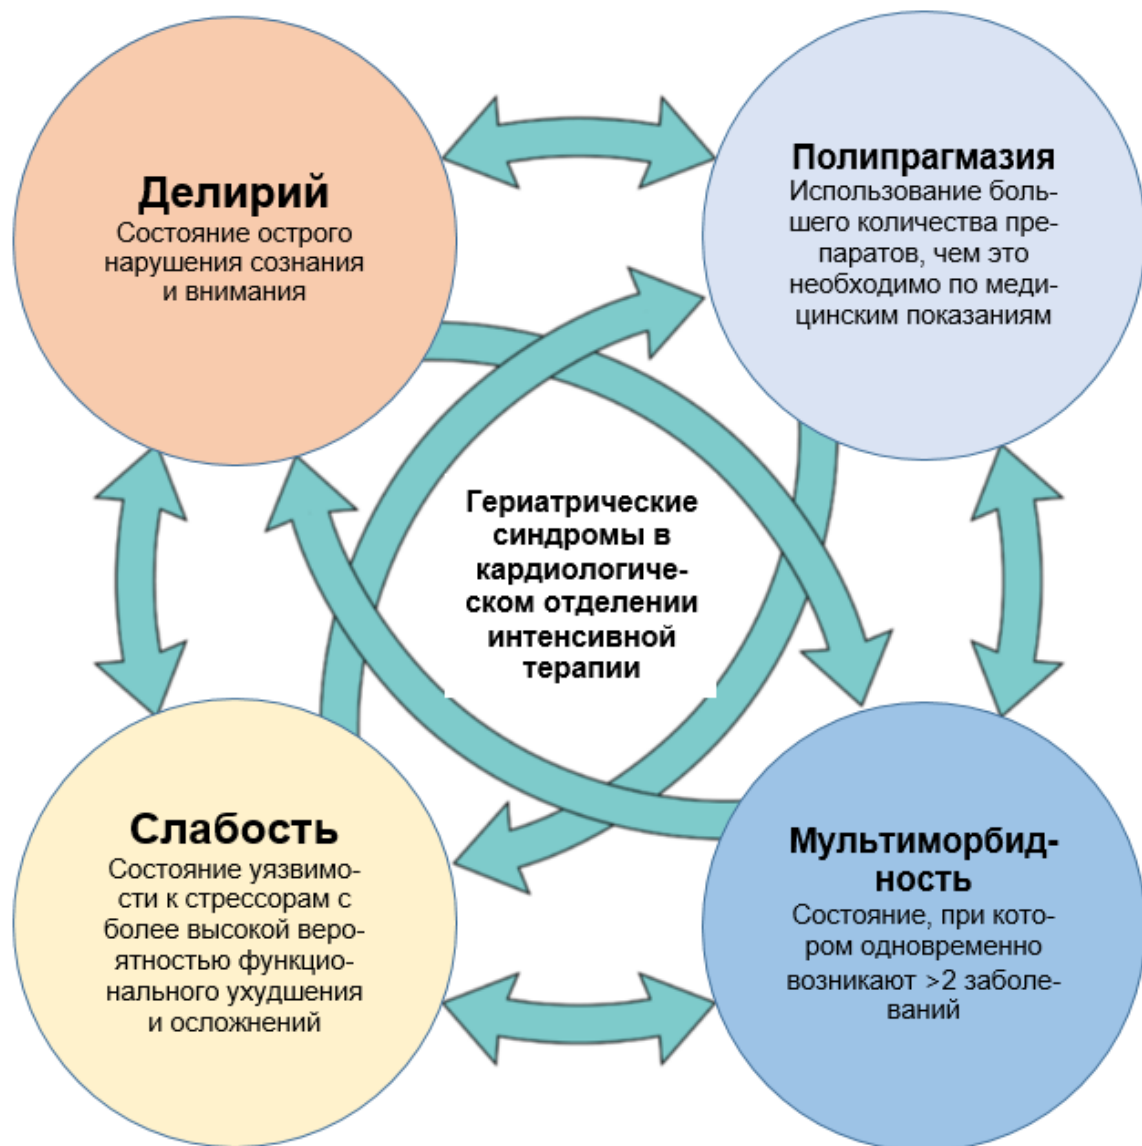 Делирий
Состояние острого
нарушения сознания
и внимания
Полипрагмазия
Использование боль-
шего количества пре-
паратов, чем это
необходимо по меди-
цинским показаниям
Гериатрические
синдромы в
кардиологиче-
ском отделении
интенсивной
терапии
Слабость
Состояние уязвимо-
сти к стрессорам с
более высокой веро-
ятностью функцио-
нального ухудшения
и осложнений
Мультиморбид-
ность
Состояние, при кото-
ром одновременно
возникают >2 заболе-
ваний